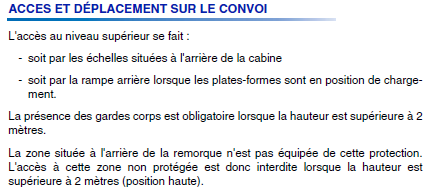 ACCES ET DÉPLACEMENT SUR LE CONVOI
L'accès au niveau supérieur se fait :
- soit par les échelles situées à l'arrière de la cabine
- soit par la rampe arrière lorsque les plates-formes sont en position de charge-
ment.
La présence des gardes corps est obligatoire lorsque la hauteur est supérieure à 2
mètres.
La zone située à l'arrière de la remorque n'est pas équipée de cette protection.
L'accès à cette zone non protégée est donc interdite lorsque la hauteur est
supérieure à 2 mètres (position haute).